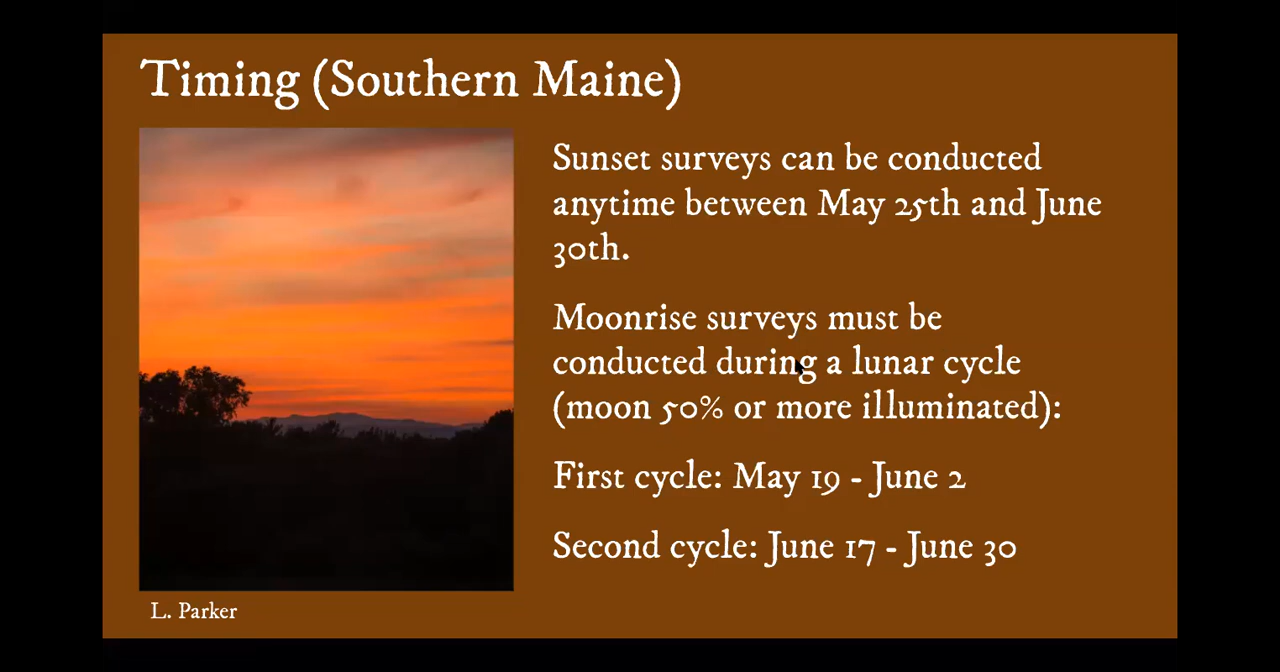 Timing (Southern Maine)
Sunset surveys can be conducted
anytime between May 25th and June
30th.
Moonrise surveys must be
conducted during a lunar cycle
(moon 50% or more illuminated):
First cycle: May 19 - June 2
Second cycle: June 17 - June 30
L. Parker